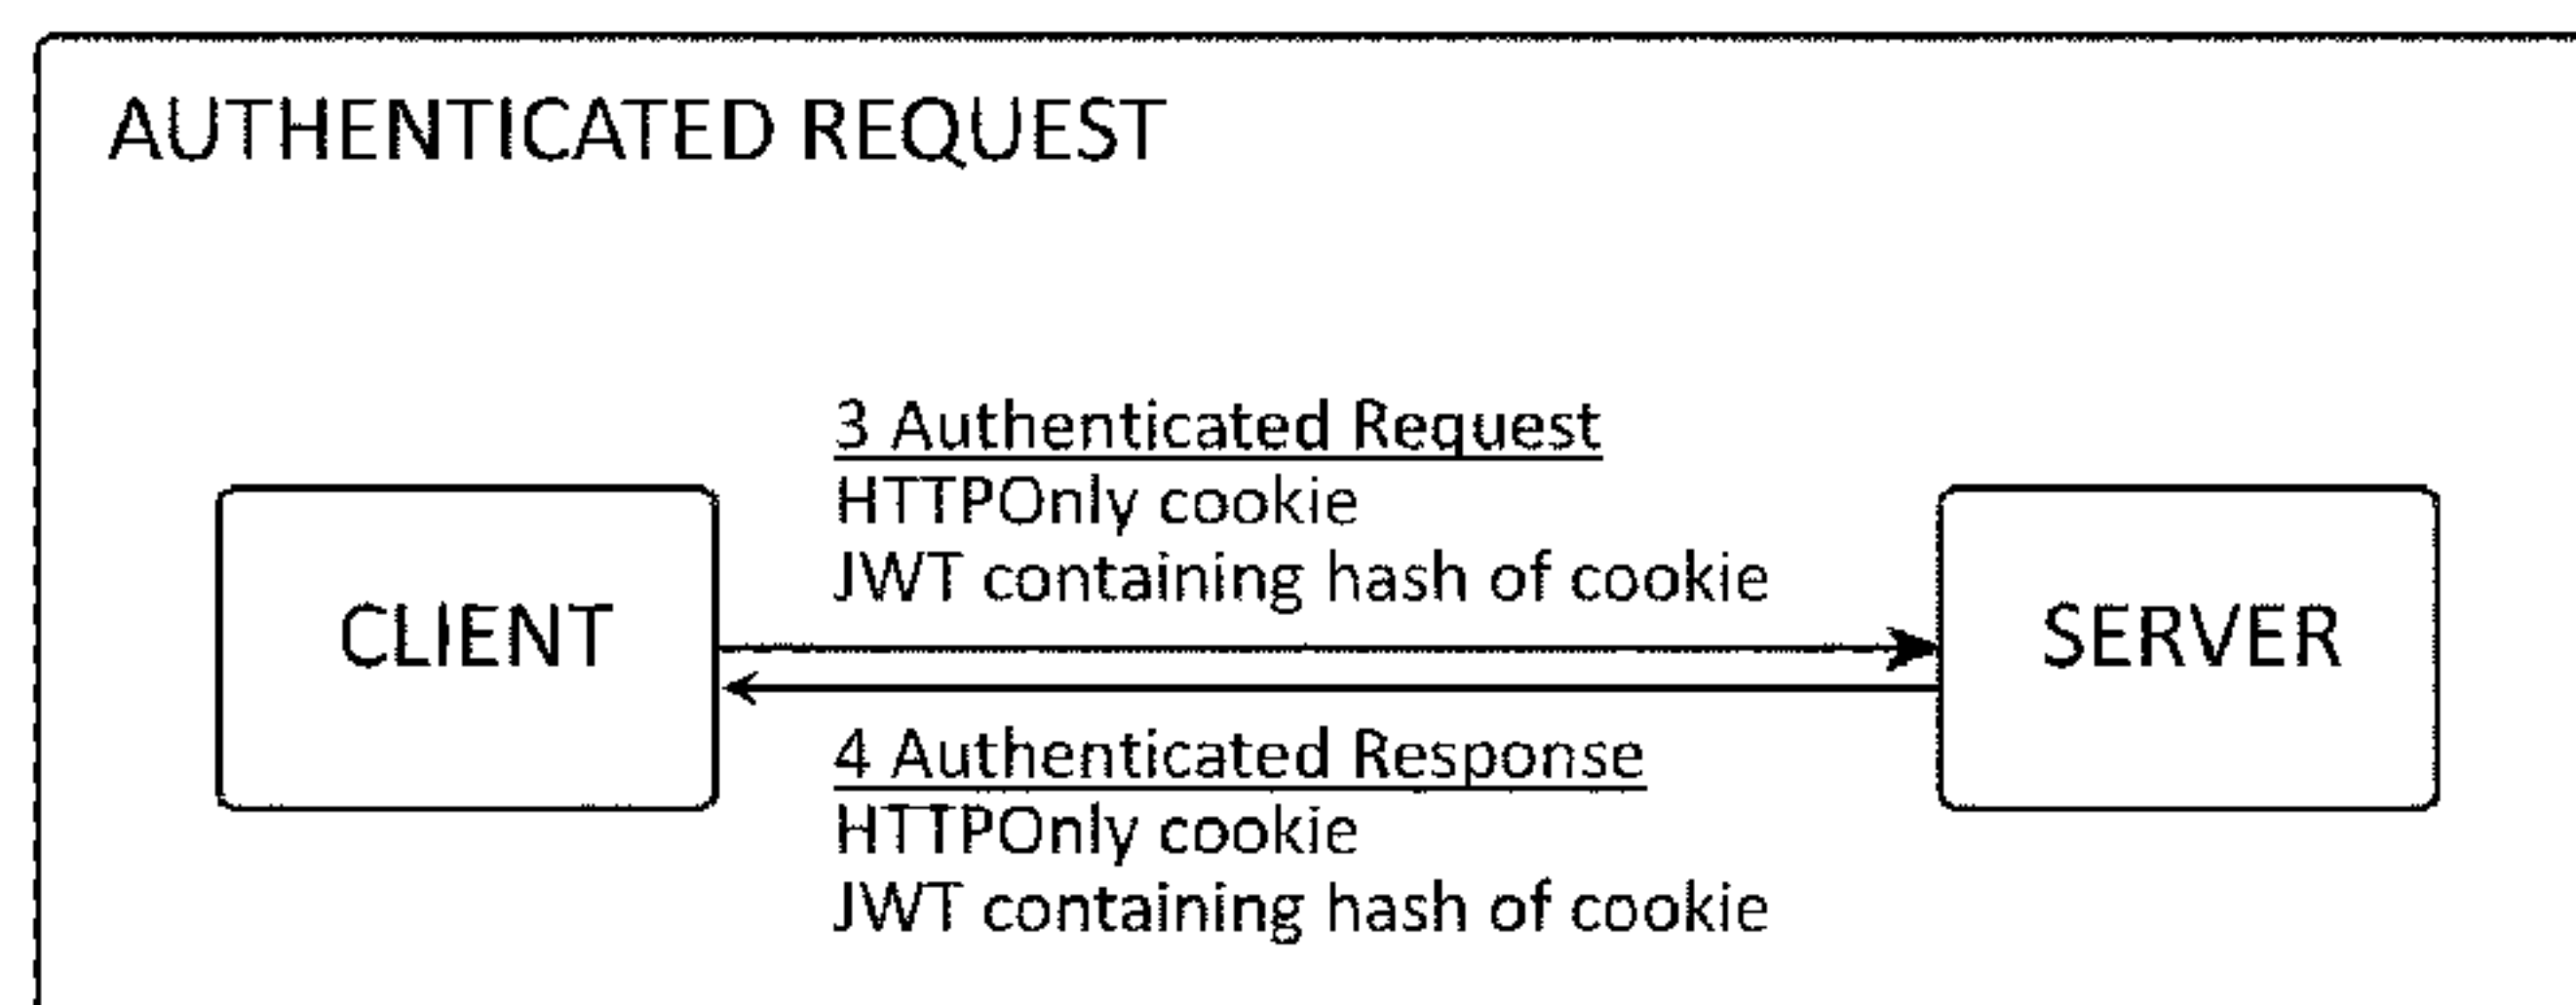 AUTHENTICATED REQUEST
3 Authenticated Request
HTTPOnly cookie
JWT containing hash of cookie
CLIENT
SERVER
4 Authenticated Response
HTTPOnly cookie
JWT containing hash of cookie